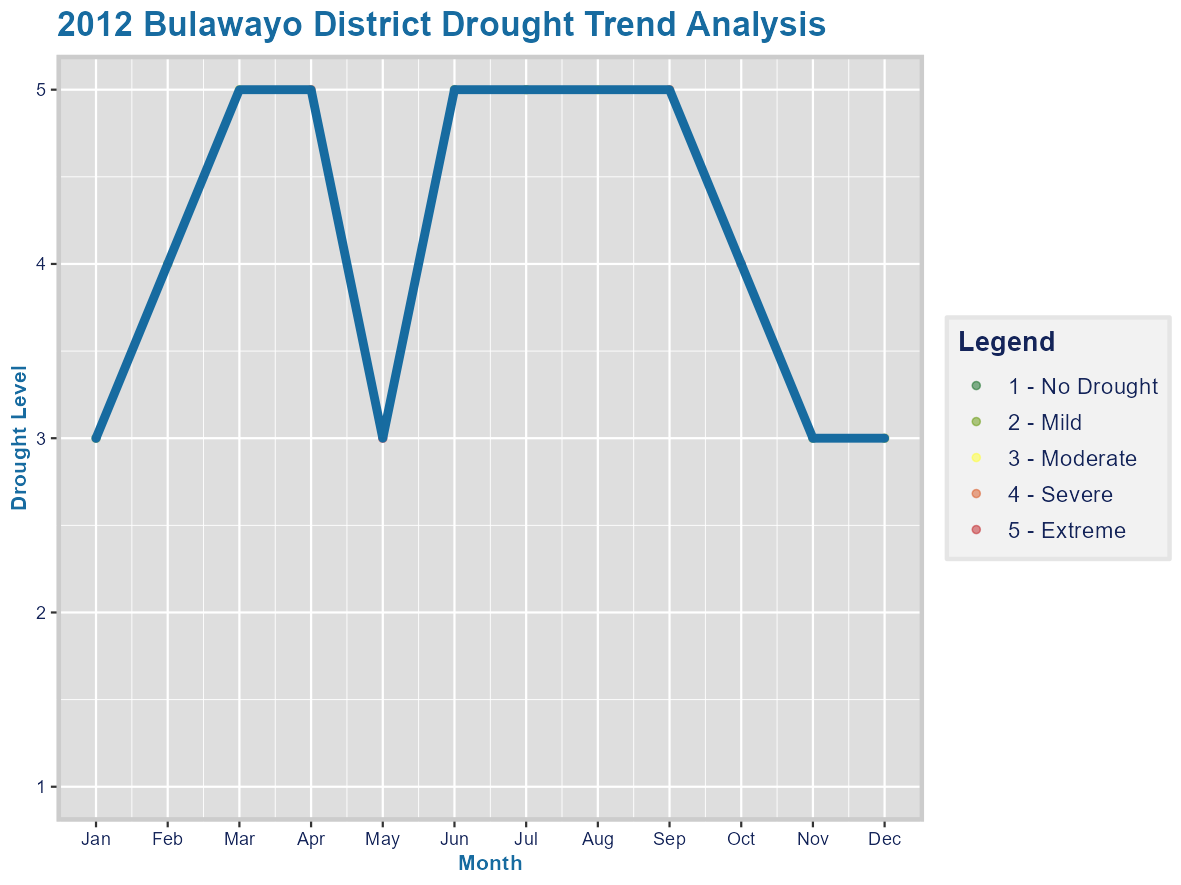 2012 Bulawayo District Drought Trend Analysis
Drought Level
5
4
3
2
1
Jan Feb Mar Apr May Jun Jul Aug Sep Oct Nov Dec
Month
Legend
1 - No Drought
2 - Mild
3 - Moderate
4 - Severe
5 - Extreme